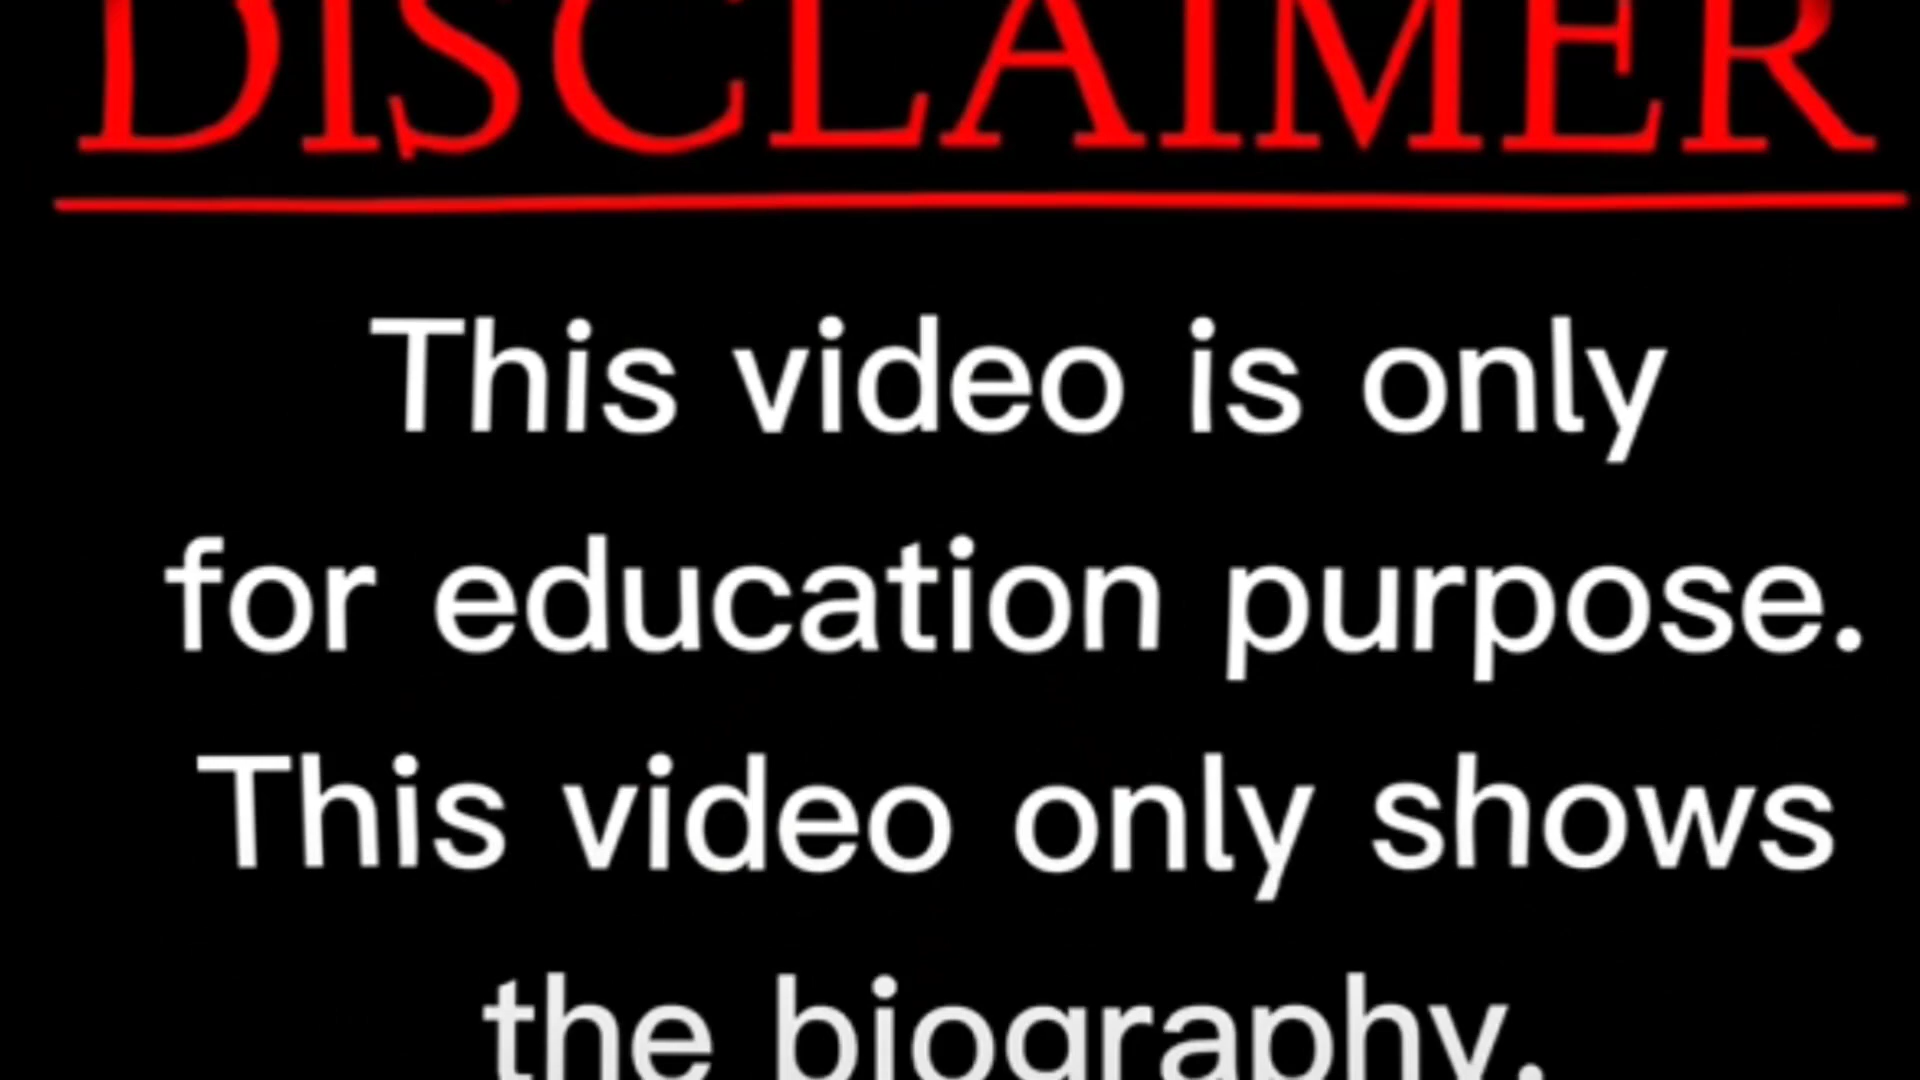 DISCLAIMER
This video is only
for education purpose.
This video only shows
the biography.